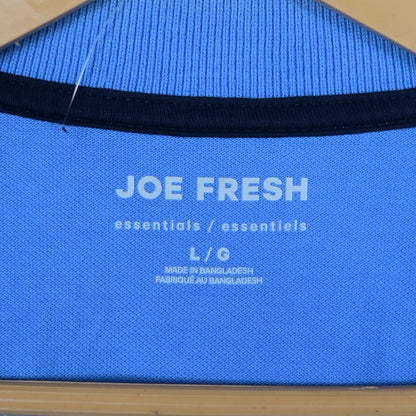 JOE FRESH
essentials / essentiels
L / G
MADE IN BANGLADESH
FABRIQUÉ AU BANGLADESH